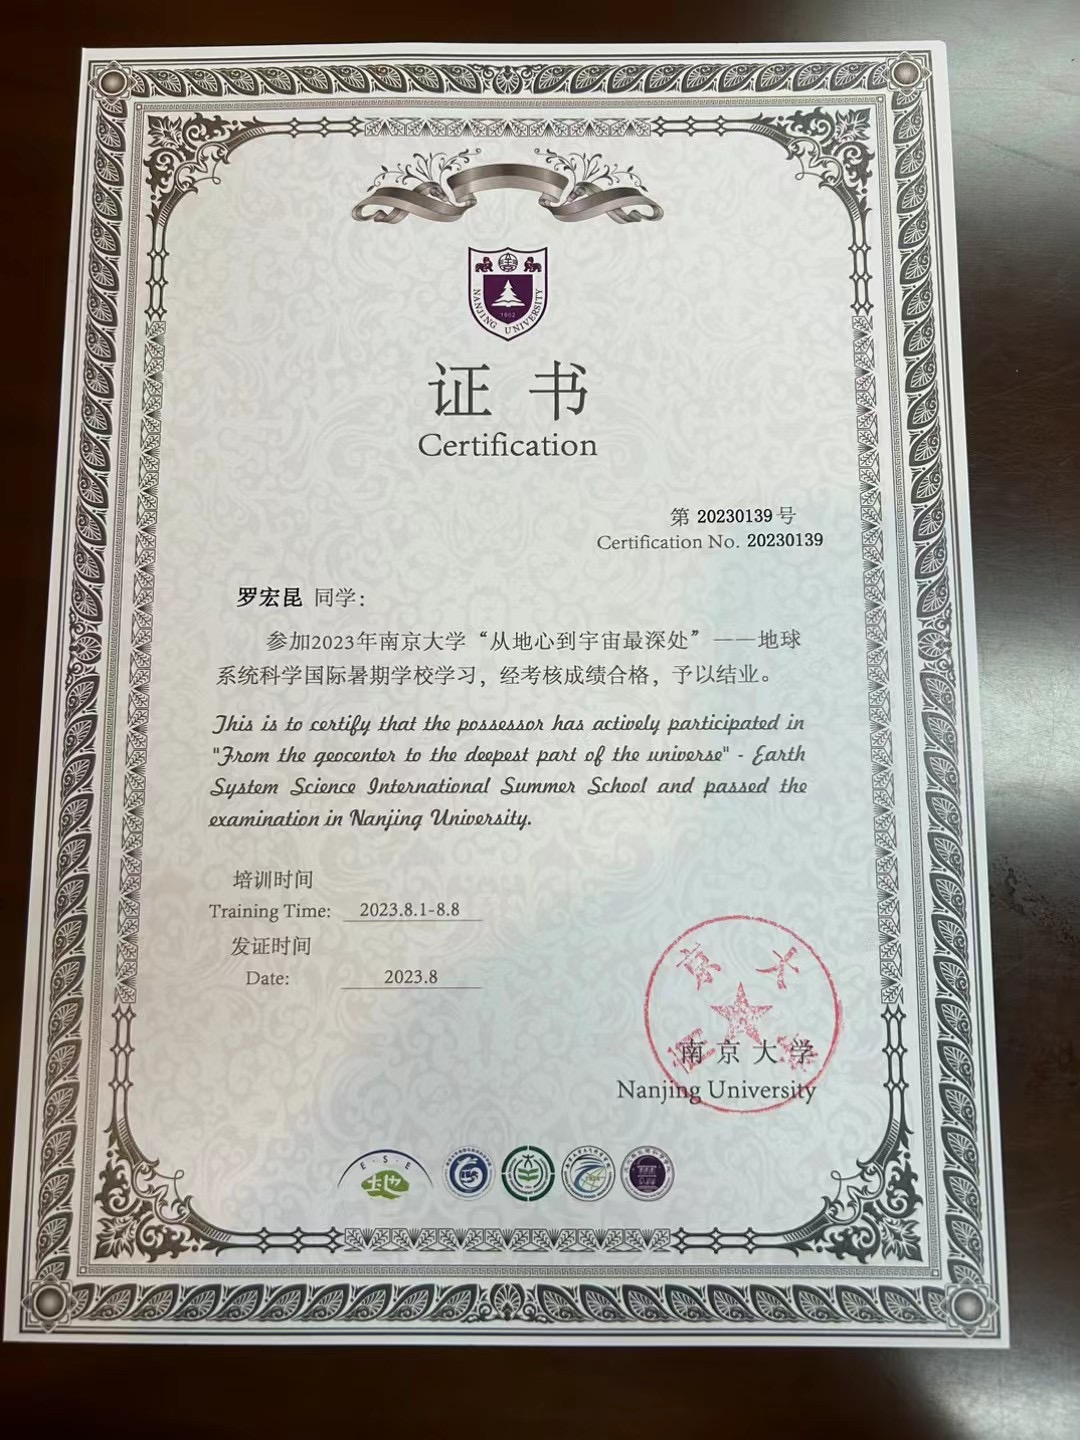 NANJING UNIVERSITY
1902
证书
Certification
第 20230139 号
Certification No. 20230139
罗宏昆 同学：
参加2023年南京大学“从地心到宇宙最深处”——地球
系统科学国际暑期学校学习，经考核成绩合格，予以结业。
This is to certify that the possessor has actively participated in
"From the geocenter to the deepest part of the universe" - Earth
System Science International Summer School and passed the
examination in Nanjing University.
培训时间
Training Time: 2023.8.1-8.8
发证时间
Date: 2023.8
京大
南京大学
Nanjing University
E·S·E
地